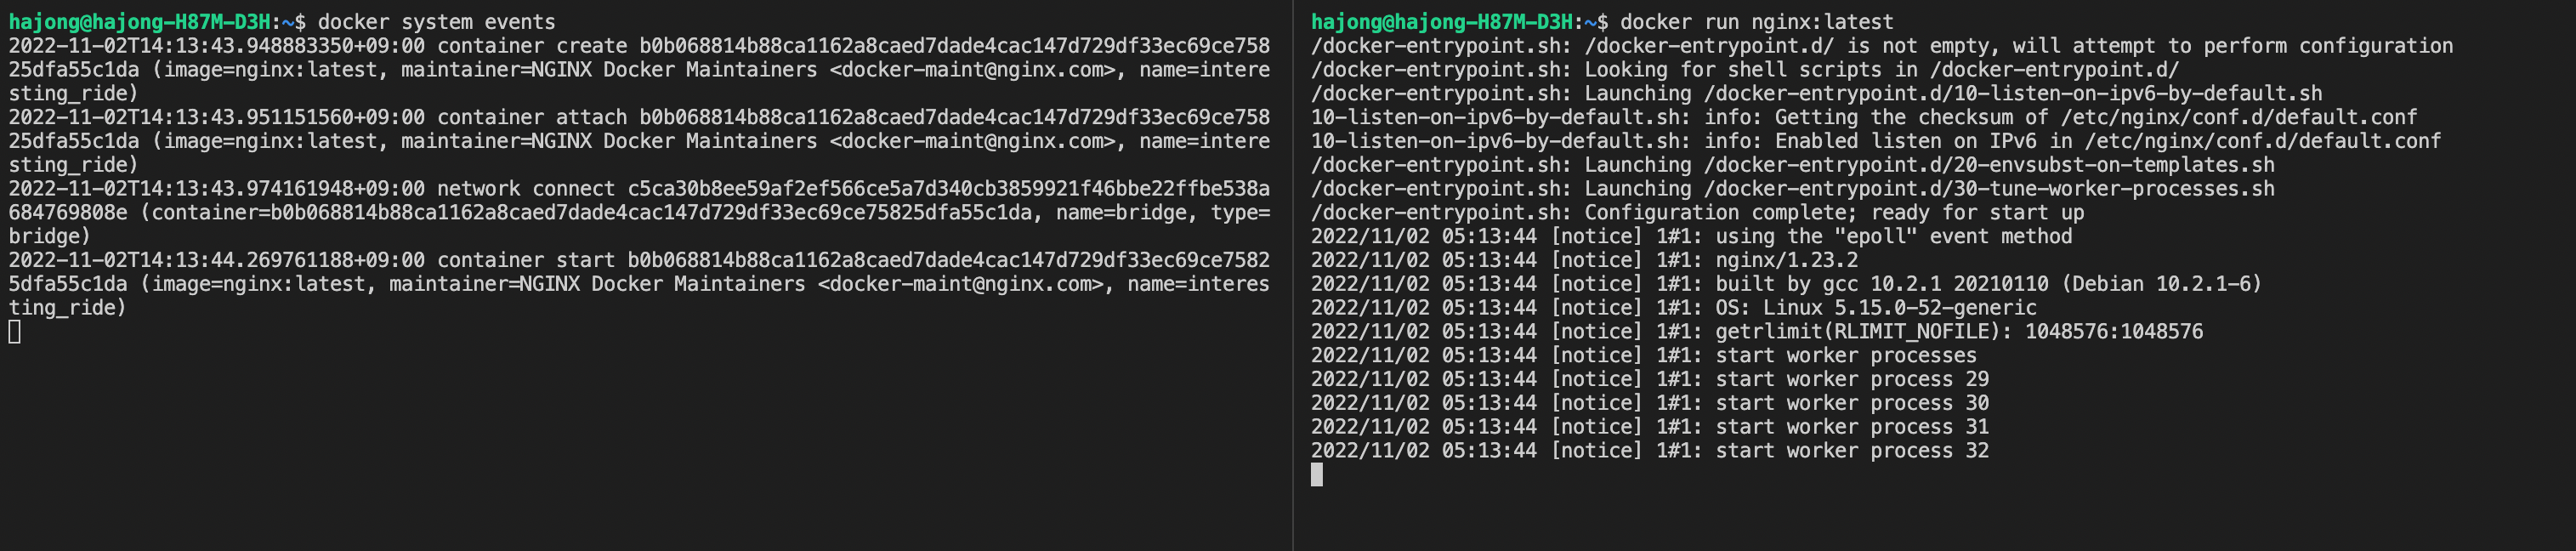 hajong@hajong-H87M-D3H:~$ docker system events
2022-11-02T14:13:43.948883350+09:00 container create b0b068814b88ca1162a8caed7dade4cac147d729df33ec69ce758
25dfa55c1da (image=nginx:latest, maintainer=NGINX Docker Maintainers <docker-maint@nginx.com>, name=intere
sting_ride)
2022-11-02T14:13:43.951151560+09:00 container attach b0b068814b88ca1162a8caed7dade4cac147d729df33ec69ce758
25dfa55c1da (image=nginx:latest, maintainer=NGINX Docker Maintainers <docker-maint@nginx.com>, name=intere
sting_ride)
2022-11-02T14:13:43.974161948+09:00 network connect c5ca30b8ee59af2ef566ce5a7d340cb3859921f46bbe22ffbe538a
684769808e (container=b0b068814b88ca1162a8caed7dade4cac147d729df33ec69ce75825dfa55c1da, name=bridge, type=
bridge)
2022-11-02T14:13:44.269761188+09:00 container start b0b068814b88ca1162a8caed7dade4cac147d729df33ec69ce7582
5dfa55c1da (image=nginx:latest, maintainer=NGINX Docker Maintainers <docker-maint@nginx.com>, name=interes
ting_ride)
hajong@hajong-H87M-D3H:~$ docker run nginx:latest
/docker-entrypoint.sh: /docker-entrypoint.d/ is not empty, will attempt to perform configuration
/docker-entrypoint.sh: Looking for shell scripts in /docker-entrypoint.d/
/docker-entrypoint.sh: Launching /docker-entrypoint.d/10-listen-on-ipv6-by-default.sh
10-listen-on-ipv6-by-default.sh: info: Getting the checksum of /etc/nginx/conf.d/default.conf
10-listen-on-ipv6-by-default.sh: info: Enabled listen on IPv6 in /etc/nginx/conf.d/default.conf
/docker-entrypoint.sh: Launching /docker-entrypoint.d/20-envsubst-on-templates.sh
/docker-entrypoint.sh: Launching /docker-entrypoint.d/30-tune-worker-processes.sh
/docker-entrypoint.sh: Configuration complete; ready for start up
2022/11/02 05:13:44 [notice] 1#1: using the "epoll" event method
2022/11/02 05:13:44 [notice] 1#1: nginx/1.23.2
2022/11/02 05:13:44 [notice] 1#1: built by gcc 10.2.1 20210110 (Debian 10.2.1-6)
2022/11/02 05:13:44 [notice] 1#1: OS: Linux 5.15.0-52-generic
2022/11/02 05:13:44 [notice] 1#1: getrlimit(RLIMIT_NOFILE): 1048576:1048576
2022/11/02 05:13:44 [notice] 1#1: start worker processes
2022/11/02 05:13:44 [notice] 1#1: start worker process 29
2022/11/02 05:13:44 [notice] 1#1: start worker process 30
2022/11/02 05:13:44 [notice] 1#1: start worker process 31
2022/11/02 05:13:44 [notice] 1#1: start worker process 32